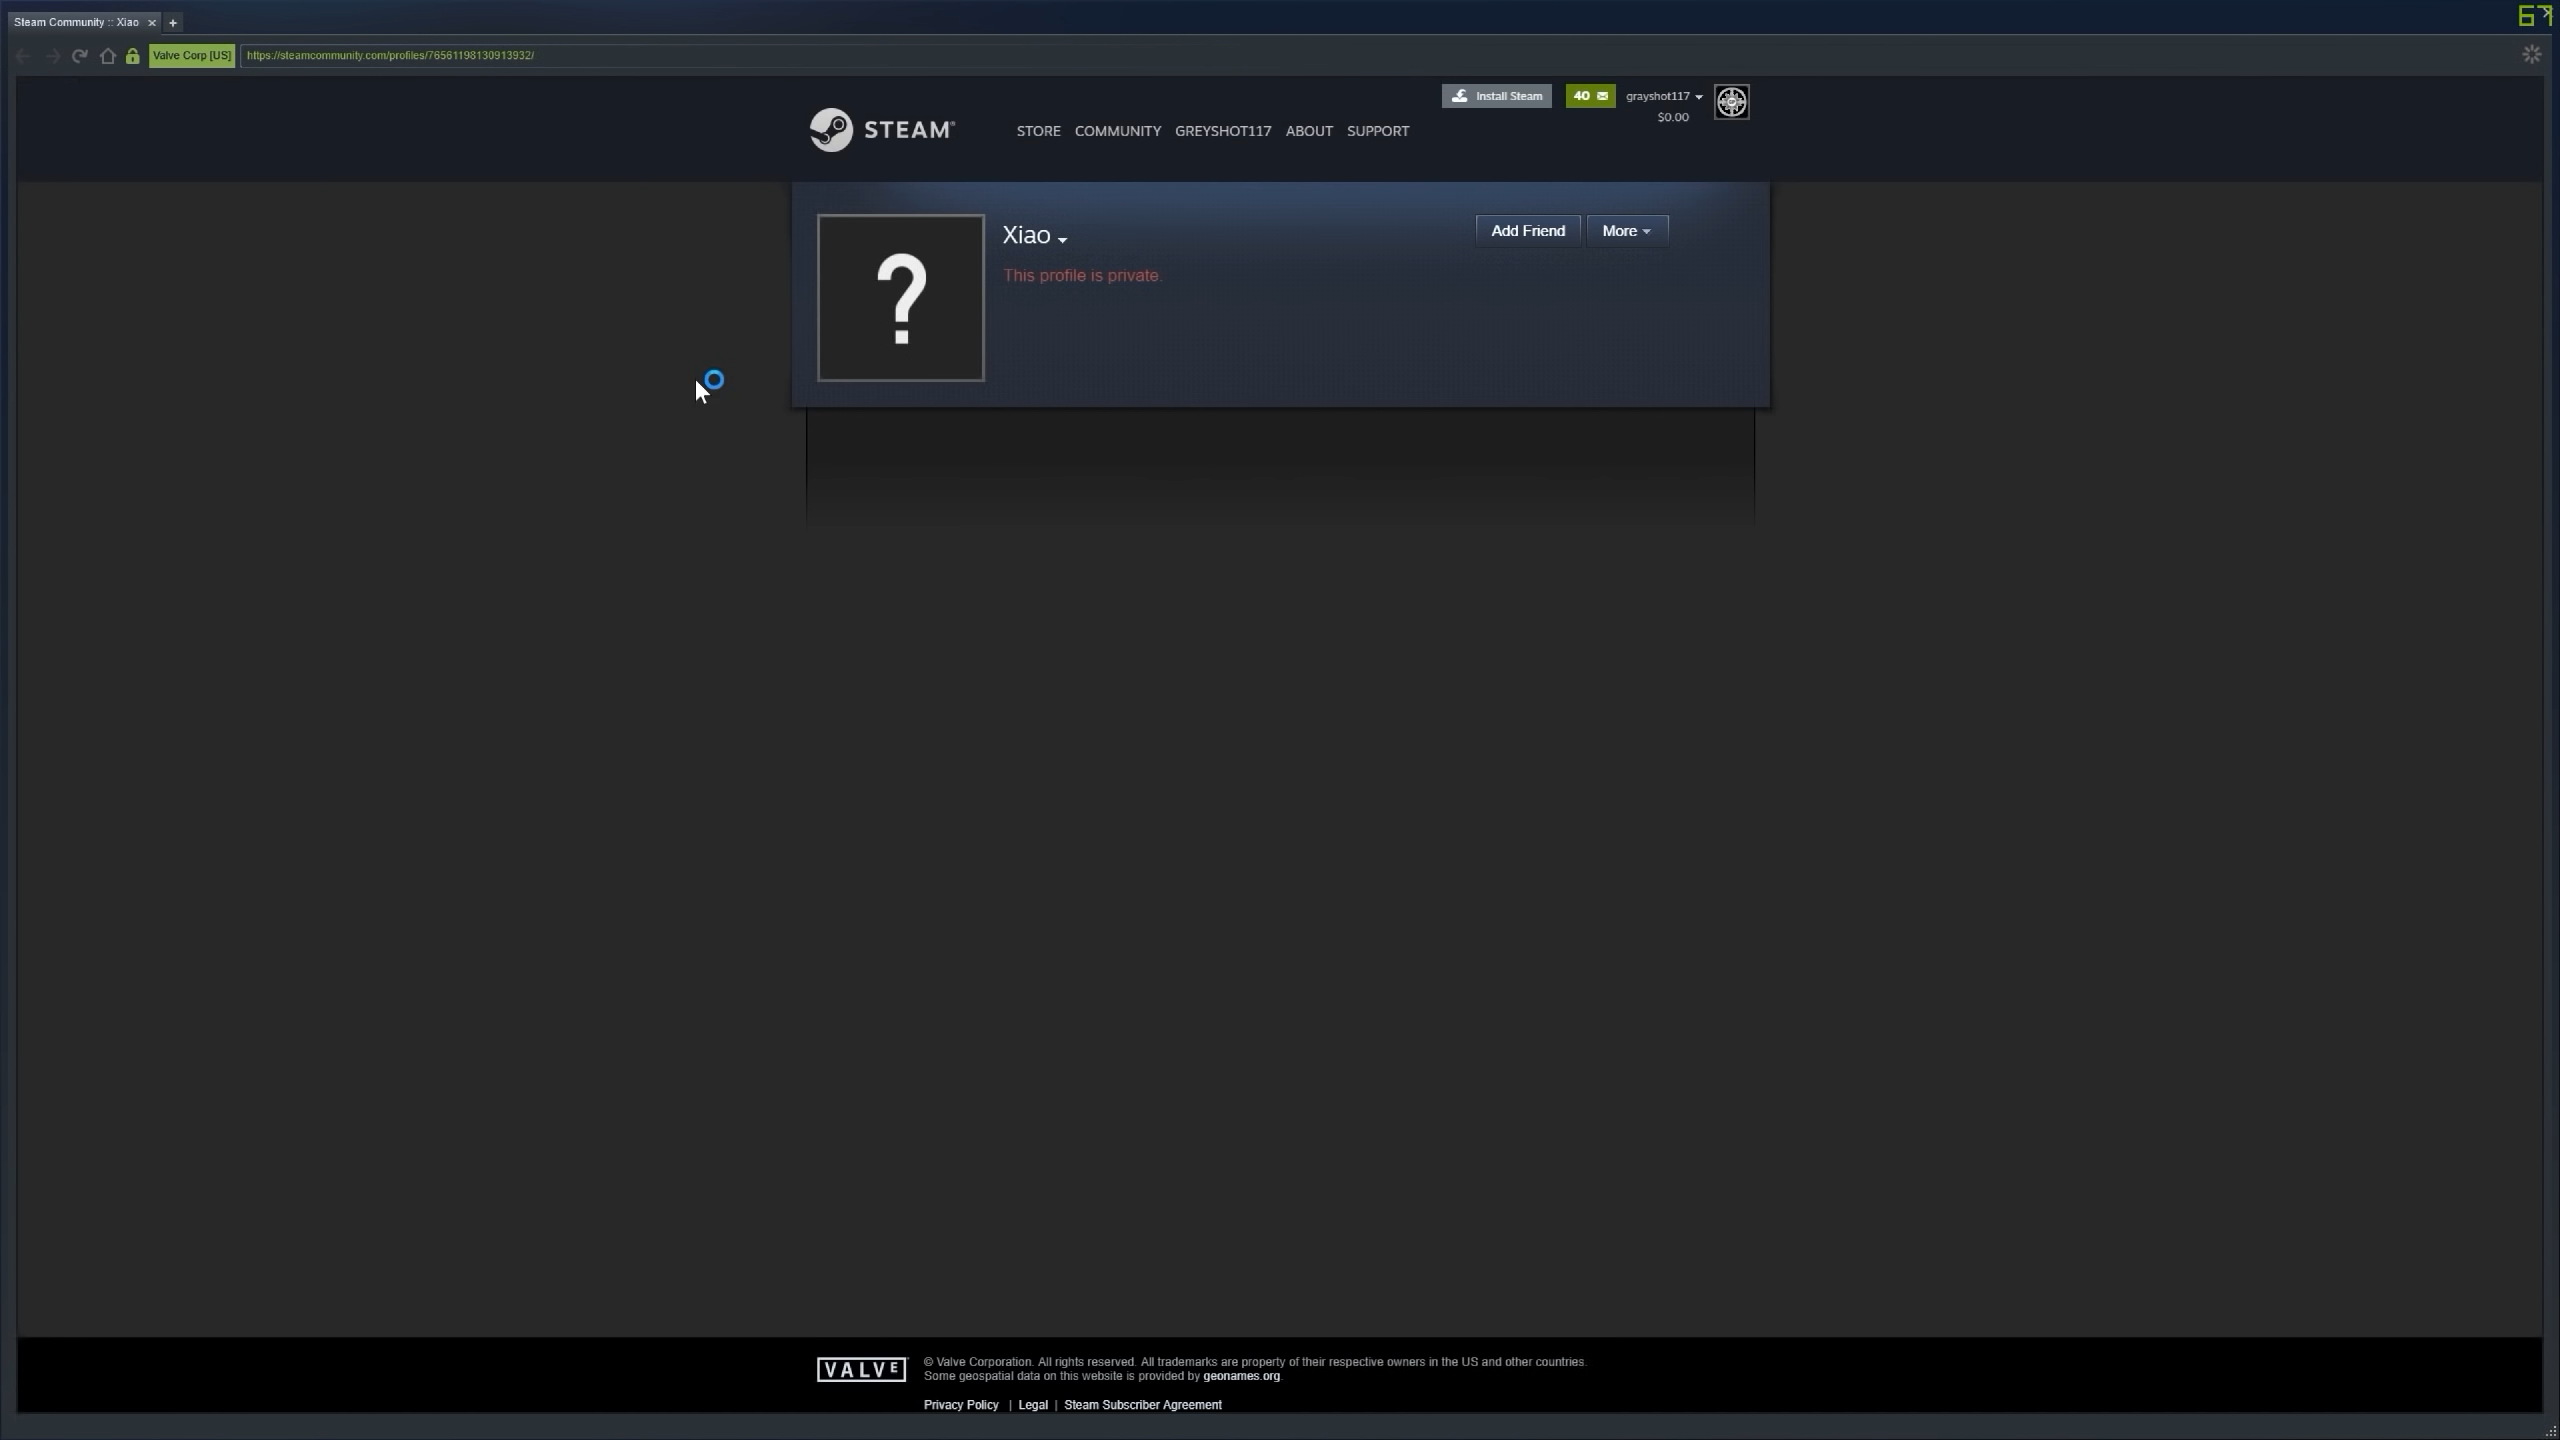 Steam Community :: Xiao
67
Valve Corp [US] https://steamcommunity.com/profiles/76561198130913932/
Install Steam 40 grayshot117
$0.00
STEAM® STORE COMMUNITY GREYSHOT117 ABOUT SUPPORT
Xiao
Add Friend More
This profile is private.
?
VALVE
© Valve Corporation. All rights reserved. All trademarks are property of their respective owners in the US and other countries.
Some geospatial data on this website is provided by geonames.org.
Privacy Policy | Legal | Steam Subscriber Agreement